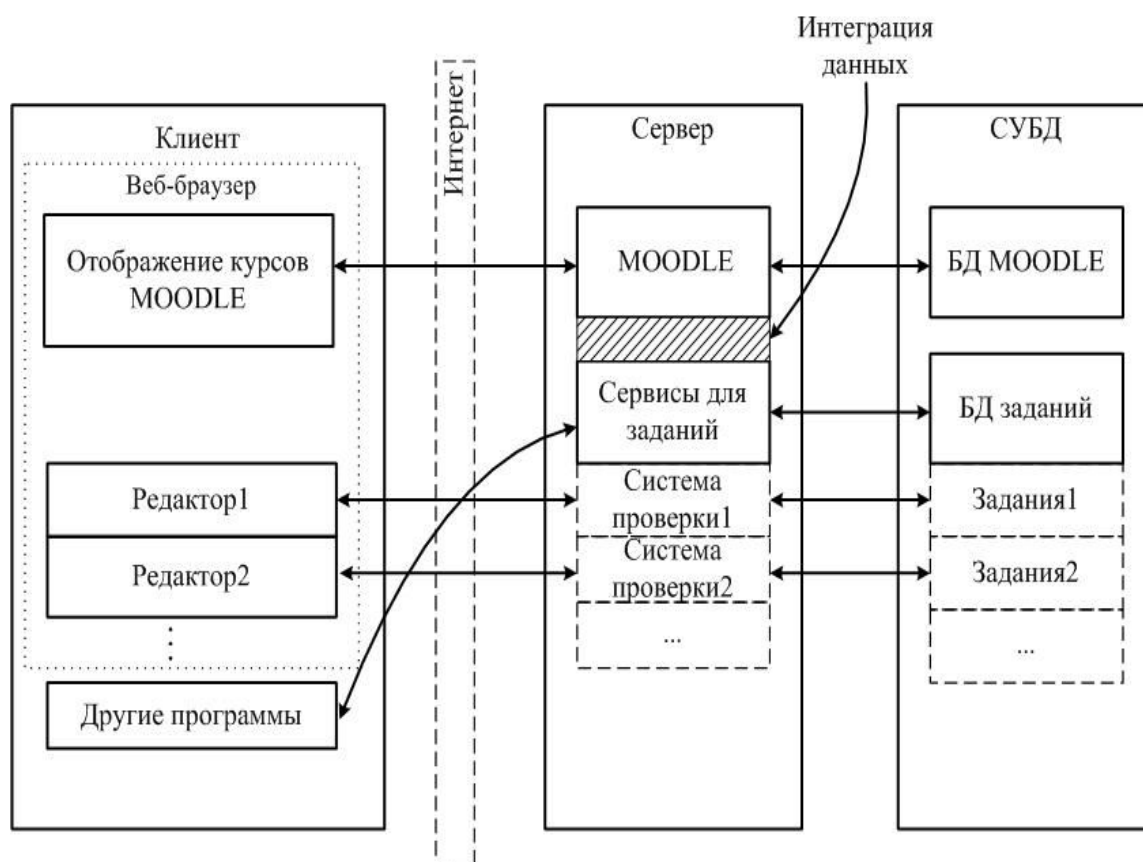 Интеграция
данных
Клиент
Веб-браузер
Отображение курсов
MOODLE
Редактор1
Редактор2
⋮
Другие программы
Интернет
Сервер
MOODLE
Сервисы для
заданий
Система
проверки1
Система
проверки2
...
СУБД
БД MOODLE
БД заданий
Задания1
Задания2
...